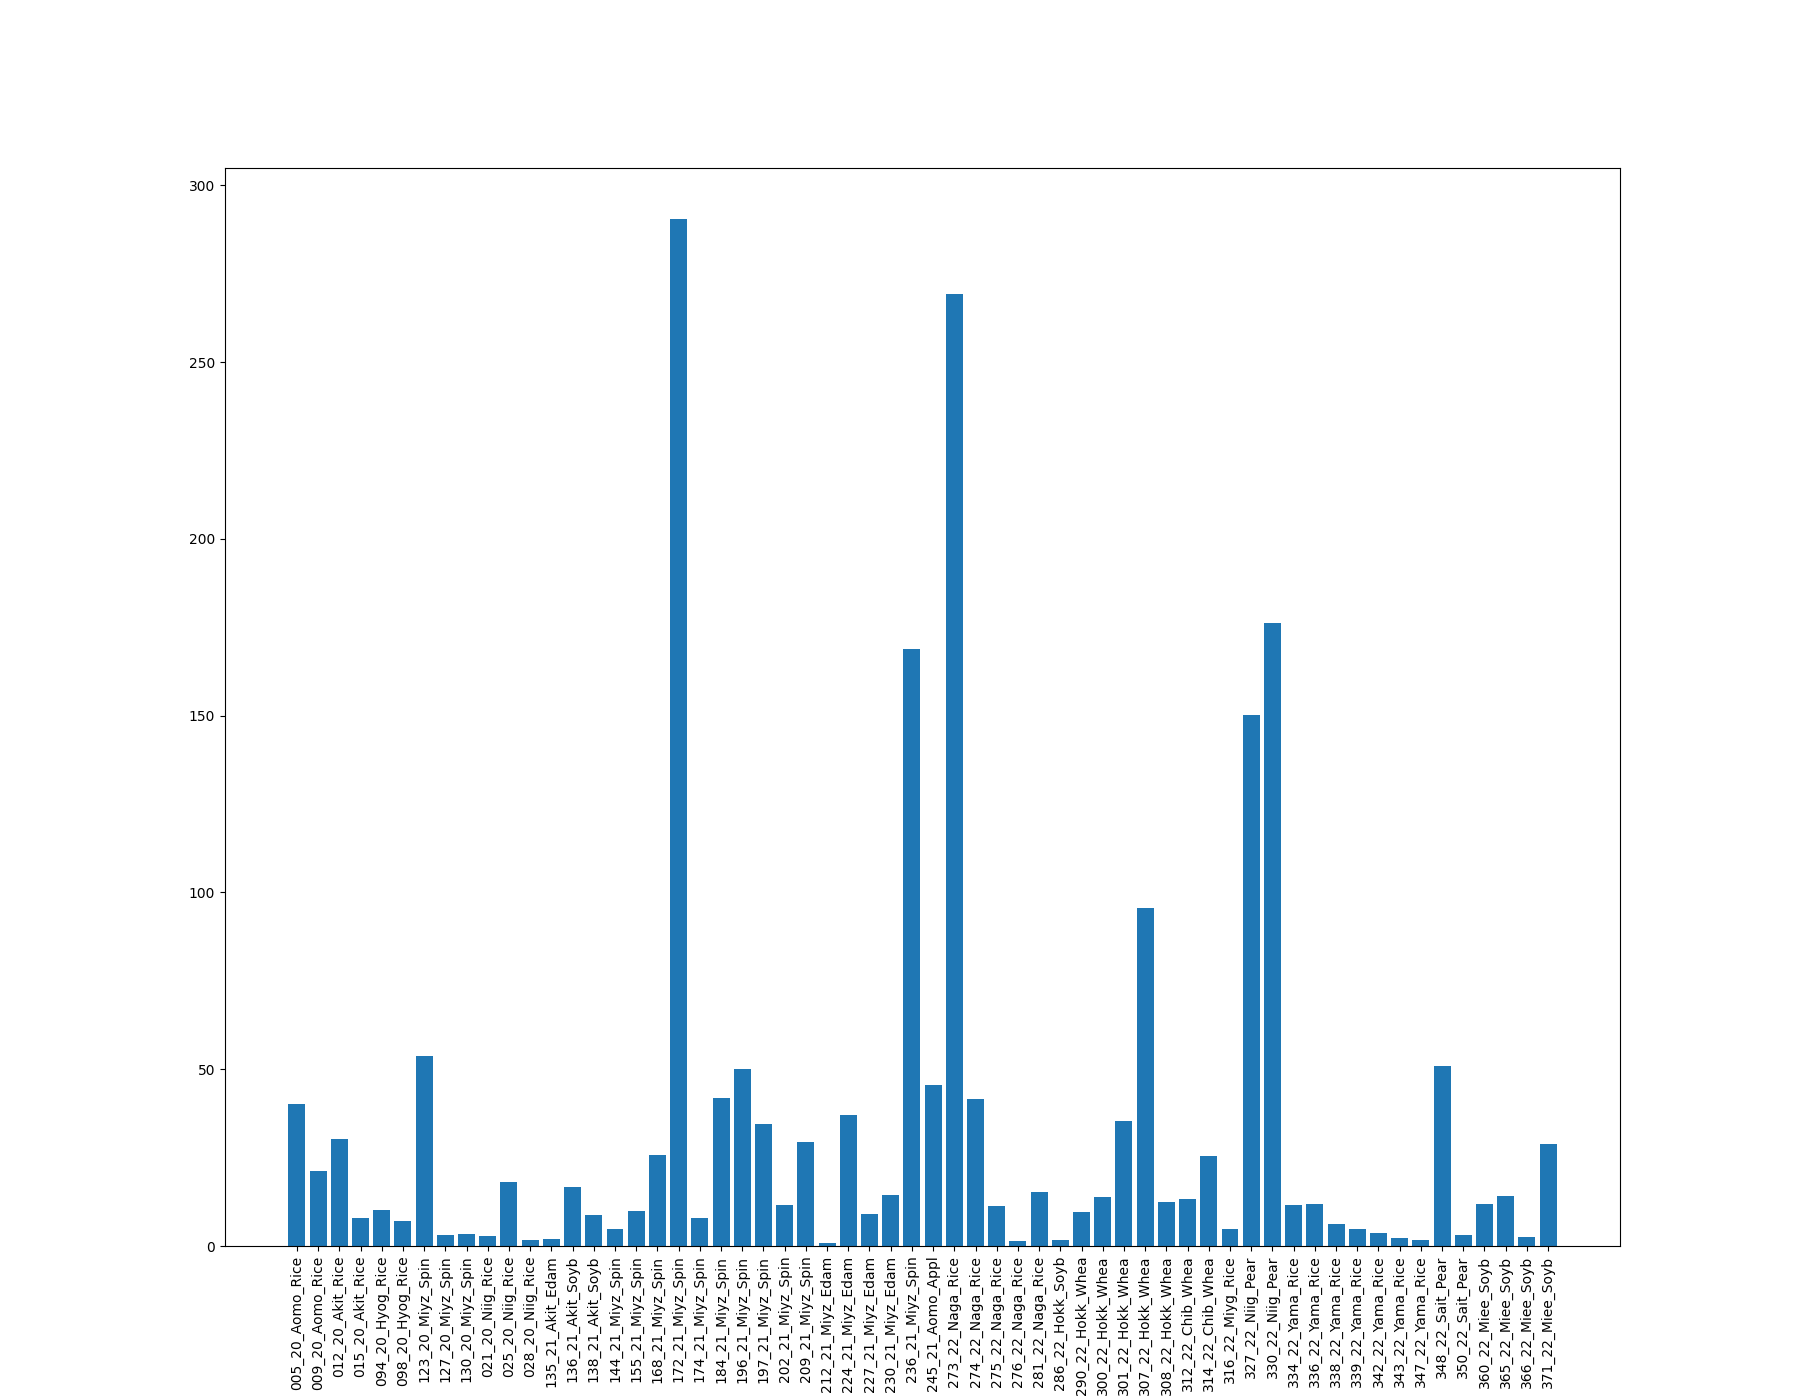 300
250
200
150
100
50
0
005_20_Aomo_Rice
009_20_Aomo_Rice
012_20_Akit_Rice
015_20_Akit_Rice
094_20_Hyog_Rice
098_20_Hyog_Rice
123_20_Miyz_Spin
127_20_Miyz_Spin
130_20_Miyz_Spin
021_20_Niig_Rice
025_20_Niig_Rice
028_20_Niig_Rice
135_21_Akit_Edam
136_21_Akit_Soyb
138_21_Akit_Soyb
144_21_Miyz_Spin
155_21_Miyz_Spin
168_21_Miyz_Spin
172_21_Miyz_Spin
174_21_Miyz_Spin
184_21_Miyz_Spin
196_21_Miyz_Spin
197_21_Miyz_Spin
202_21_Miyz_Spin
209_21_Miyz_Spin
212_21_Miyz_Edam
224_21_Miyz_Edam
227_21_Miyz_Edam
230_21_Miyz_Edam
236_21_Miyz_Spin
245_21_Aomo_Appl
273_22_Naga_Rice
274_22_Naga_Rice
275_22_Naga_Rice
276_22_Naga_Rice
281_22_Naga_Rice
286_22_Hokk_Soyb
290_22_Hokk_Whea
300_22_Hokk_Whea
301_22_Hokk_Whea
307_22_Hokk_Whea
308_22_Hokk_Whea
312_22_Chib_Whea
314_22_Chib_Whea
316_22_Miyg_Rice
327_22_Niig_Pear
330_22_Niig_Pear
334_22_Yama_Rice
336_22_Yama_Rice
338_22_Yama_Rice
339_22_Yama_Rice
342_22_Yama_Rice
343_22_Yama_Rice
347_22_Yama_Rice
348_22_Sait_Pear
350_22_Sait_Pear
360_22_Miee_Soyb
365_22_Miee_Soyb
366_22_Miee_Soyb
371_22_Miee_Soyb